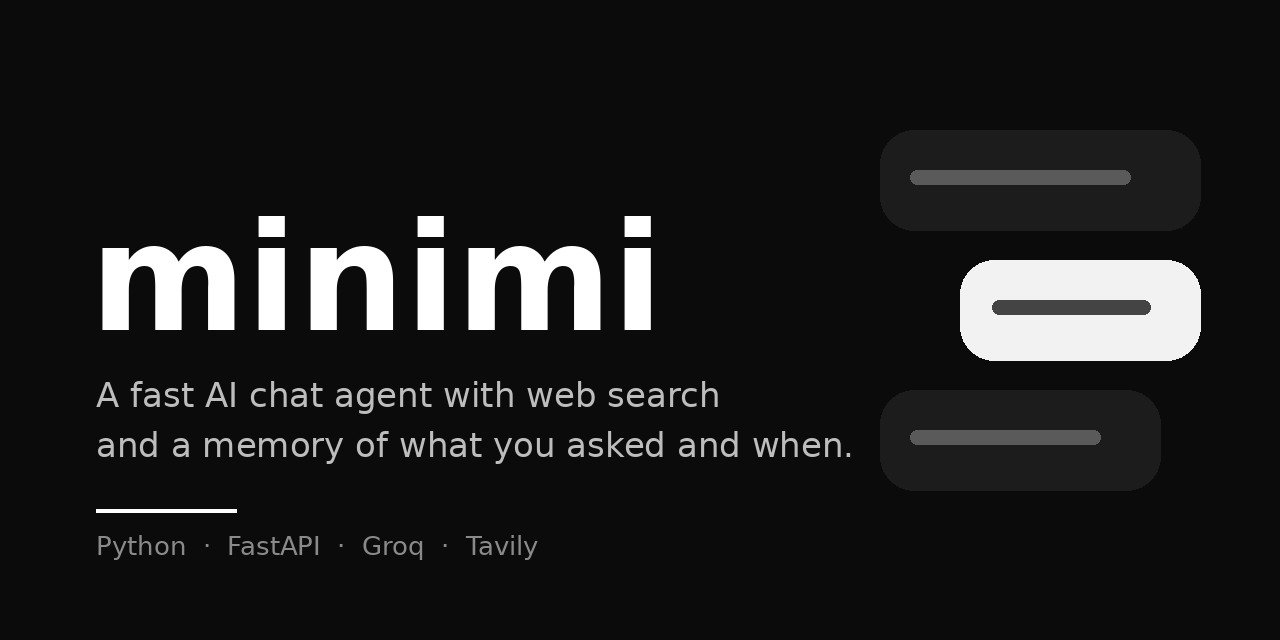 minimi
A fast AI chat agent with web search
and a memory of what you asked and when.
Python · FastAPI · Groq · Tavily